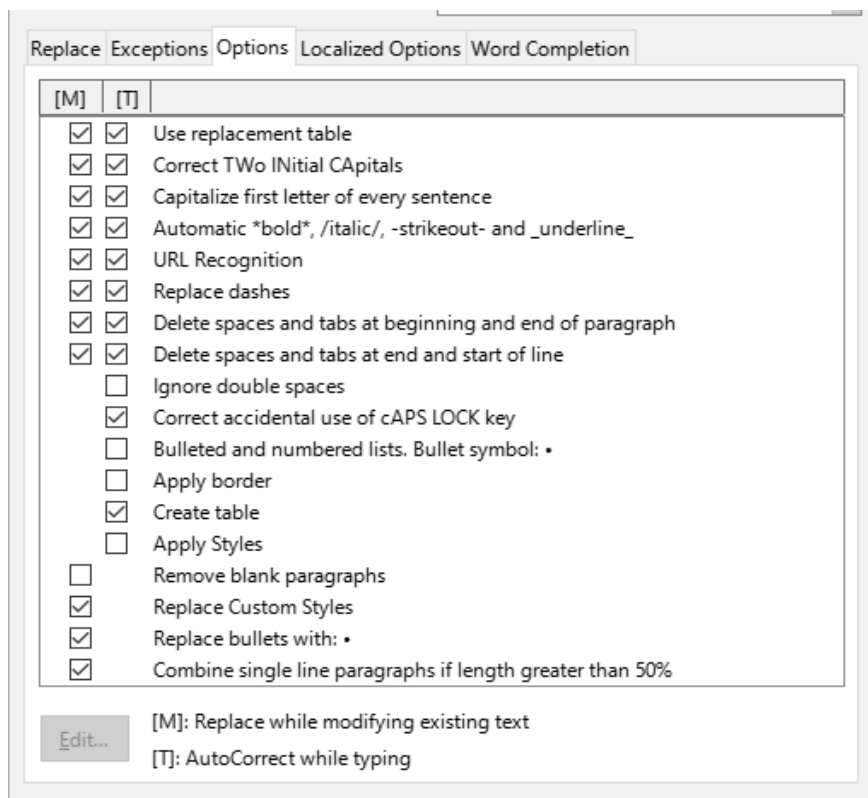 Replace Exceptions Options Localized Options Word Completion
[M] [T]
Use replacement table
Correct TWo INitial CApitals
Capitalize first letter of every sentence
Automatic *bold*, /italic/, -strikeout- and _underline_
URL Recognition
Replace dashes
Delete spaces and tabs at beginning and end of paragraph
Delete spaces and tabs at end and start of line
Ignore double spaces
Correct accidental use of cAPS LOCK key
Bulleted and numbered lists. Bullet symbol: •
Apply border
Create table
Apply Styles
Remove blank paragraphs
Replace Custom Styles
Replace bullets with: •
Combine single line paragraphs if length greater than 50%
Edit...
[M]: Replace while modifying existing text
[T]: AutoCorrect while typing